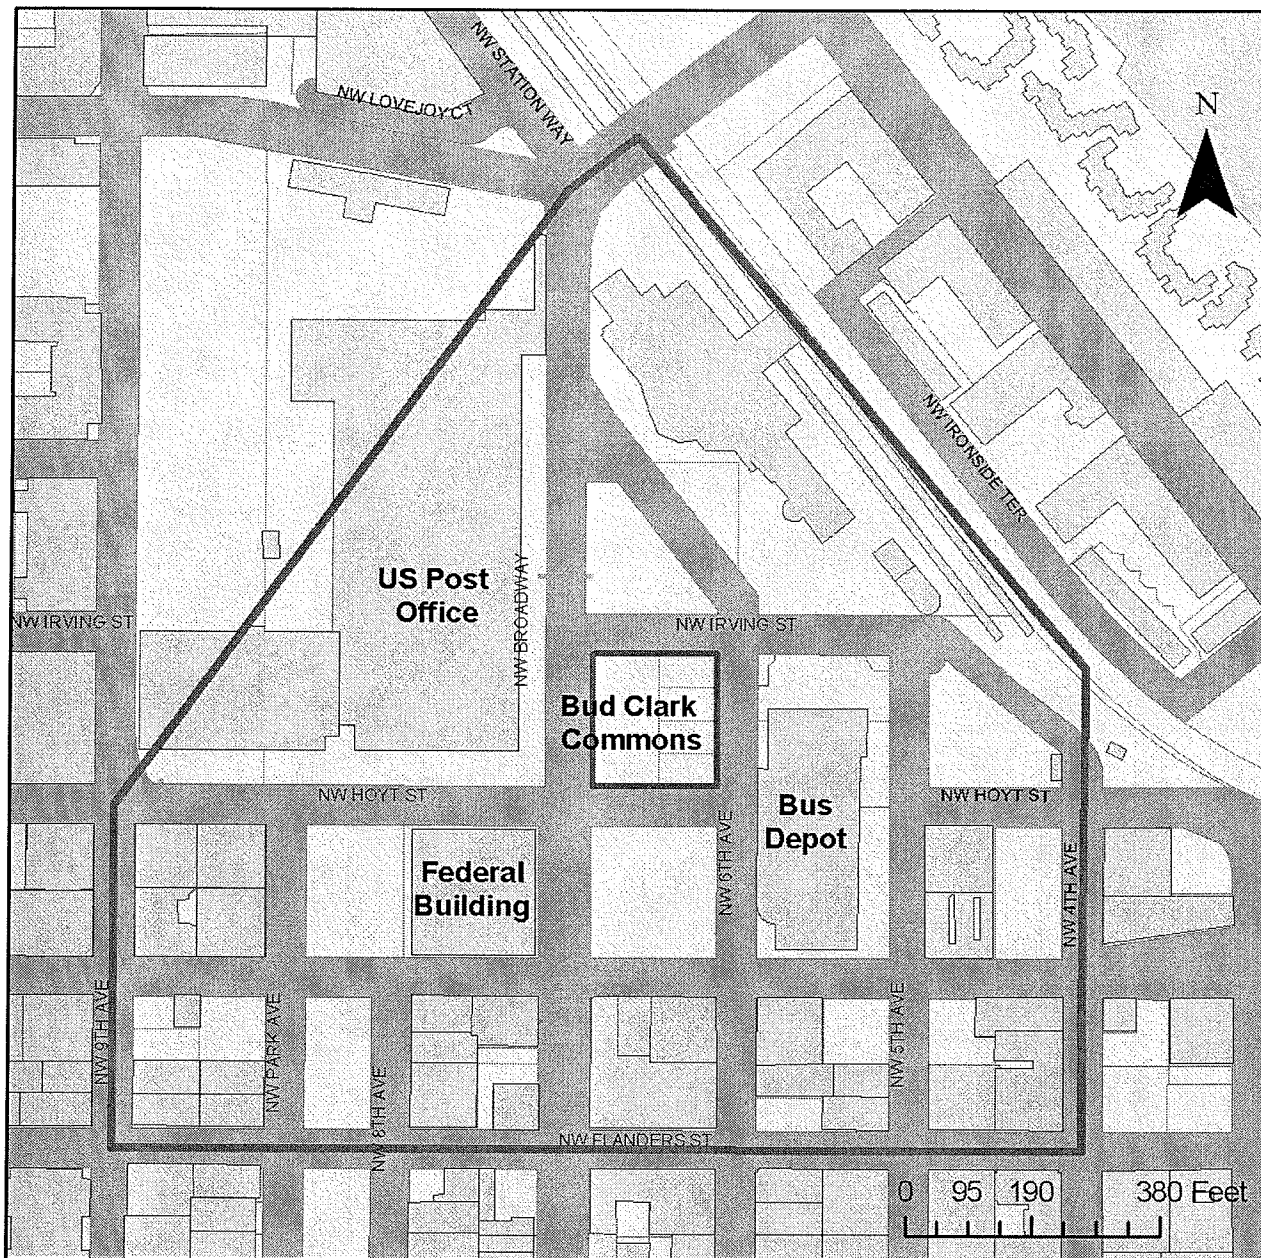 NW STATION WAY
NW LOVEJOY CT
N
NW IRONSIDE TER
US Post
Office
NW BROADWAY
NW IRVING ST
NW IRVING ST
Bud Clark
Commons
NW HOYT ST
NW HOYT ST
Bus
Depot
Federal
Building
NW 6TH AVE
NW 4TH AVE
NW 9TH AVE
NW PARK AVE
NW 8TH AVE
NW 5TH AVE
NW FLANDERS ST
0 95 190 380 Feet